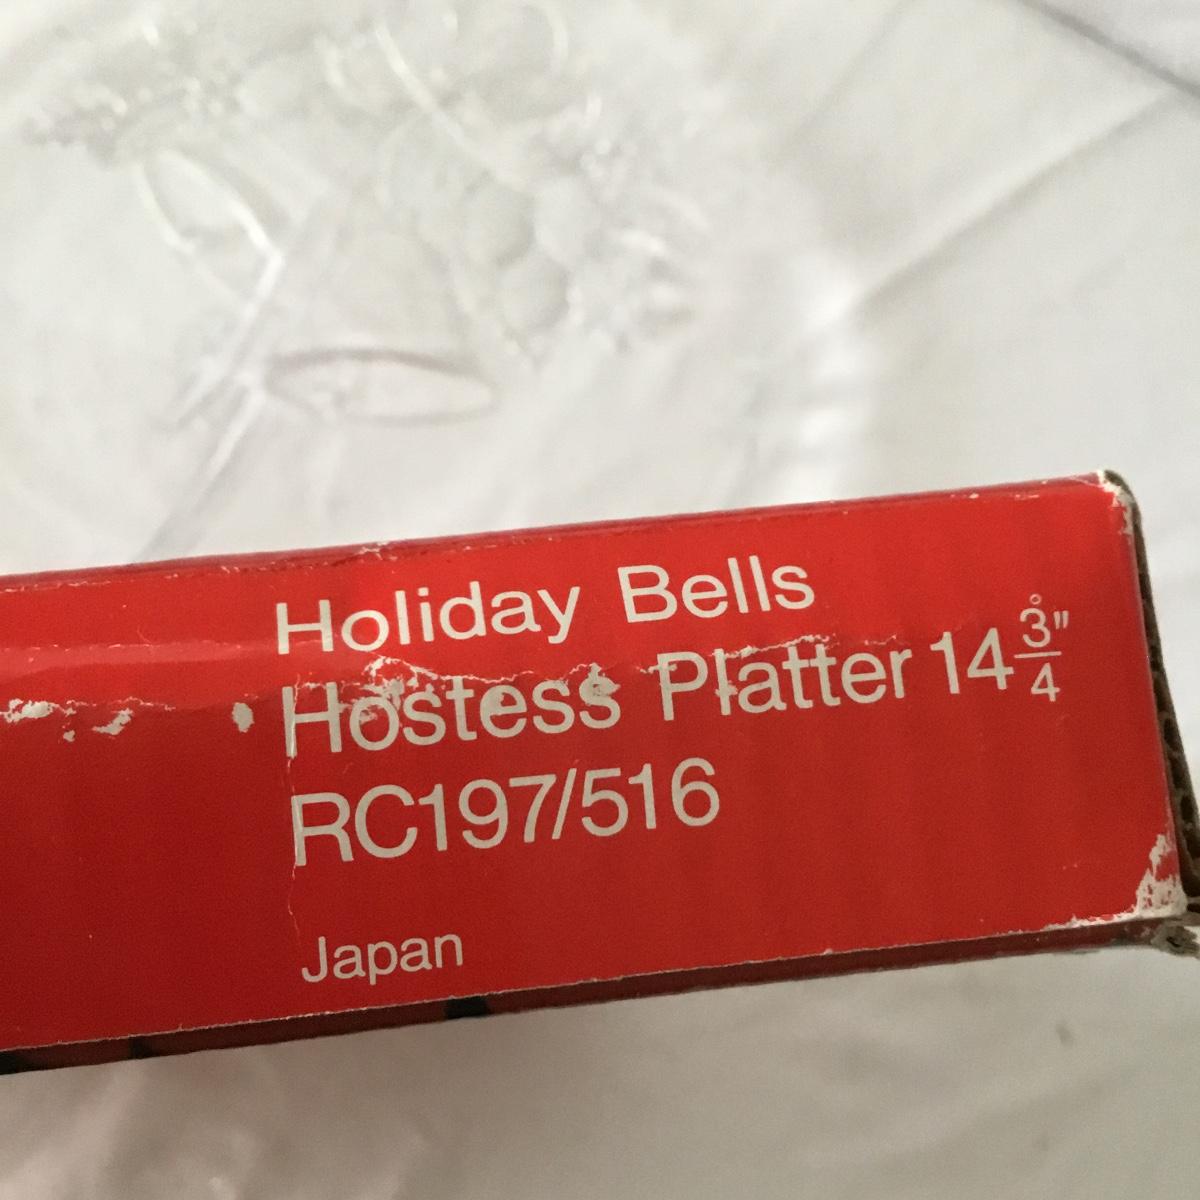 Holiday Bells
Hostess Platter 14 3/4"
RC197/516
Japan